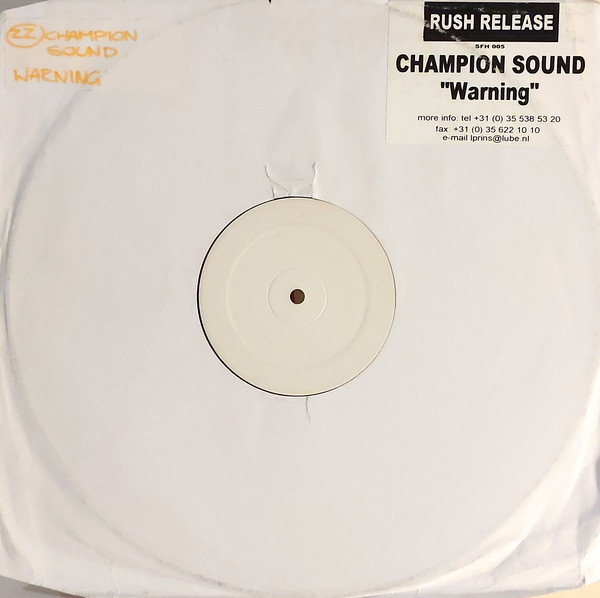 ZZ CHAMPION
SOUND
WARNING
RUSH RELEASE
SFH 005
CHAMPION SOUND
"Warning"
more info: tel +31 (0) 35 538 53 20
fax: +31 (0) 35 622 10 10
e-mail lprins@lube.nl